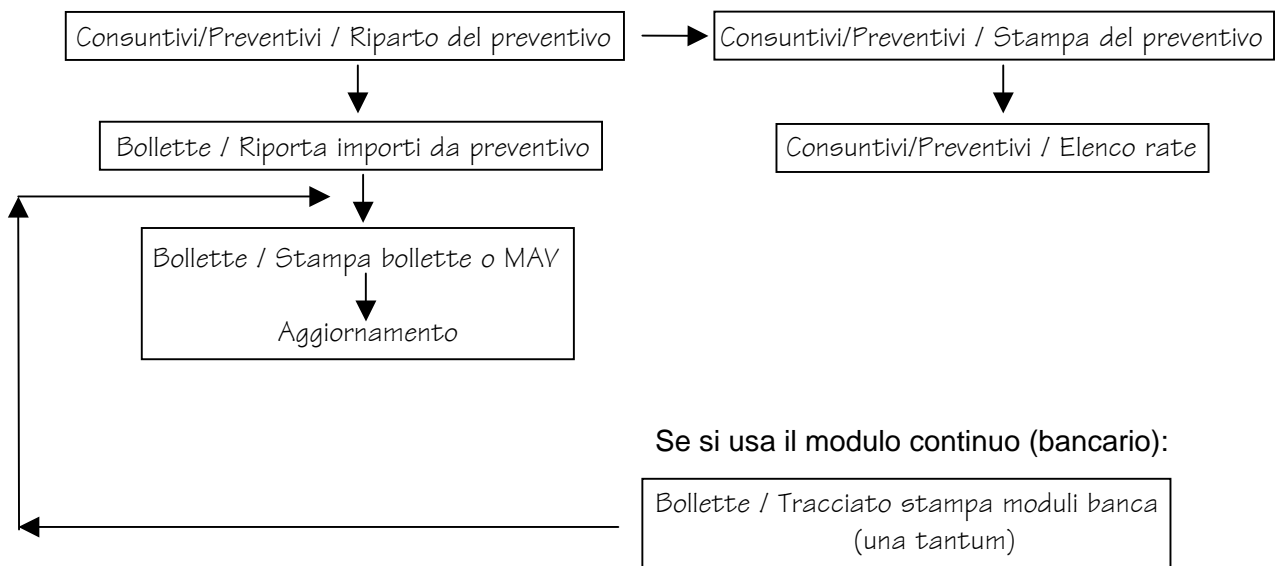 Consuntivi/Preventivi / Riparto del preventivo
Consuntivi/Preventivi / Stampa del preventivo
Bollette / Riporta importi da preventivo
Consuntivi/Preventivi / Elenco rate
Bollette / Stampa bollette o MAV
Aggiornamento
Se si usa il modulo continuo (bancario):
Bollette / Tracciato stampa moduli banca
(una tantum)